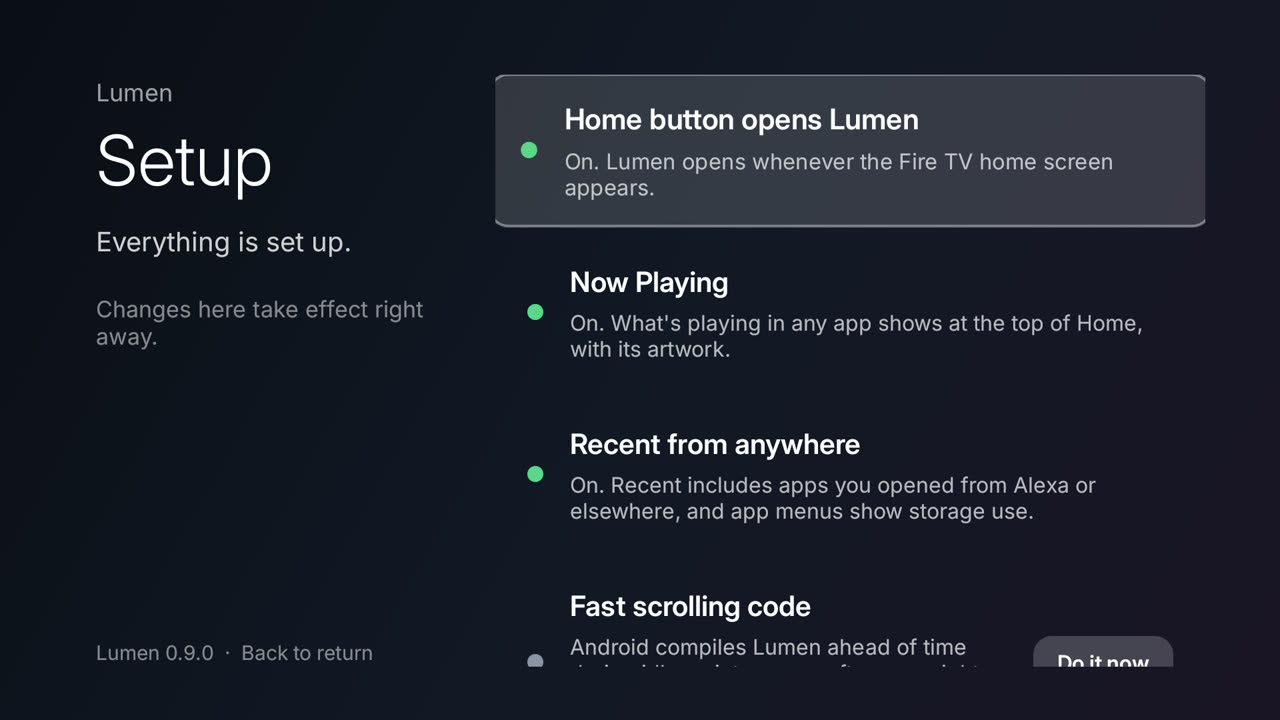 Lumen
Setup
Everything is set up.
Changes here take effect right
away.
Lumen 0.9.0 · Back to return
Home button opens Lumen
On. Lumen opens whenever the Fire TV home screen
appears.
Now Playing
On. What's playing in any app shows at the top of Home,
with its artwork.
Recent from anywhere
On. Recent includes apps you opened from Alexa or
elsewhere, and app menus show storage use.
Fast scrolling code
Android compiles Lumen ahead of time
Do it now